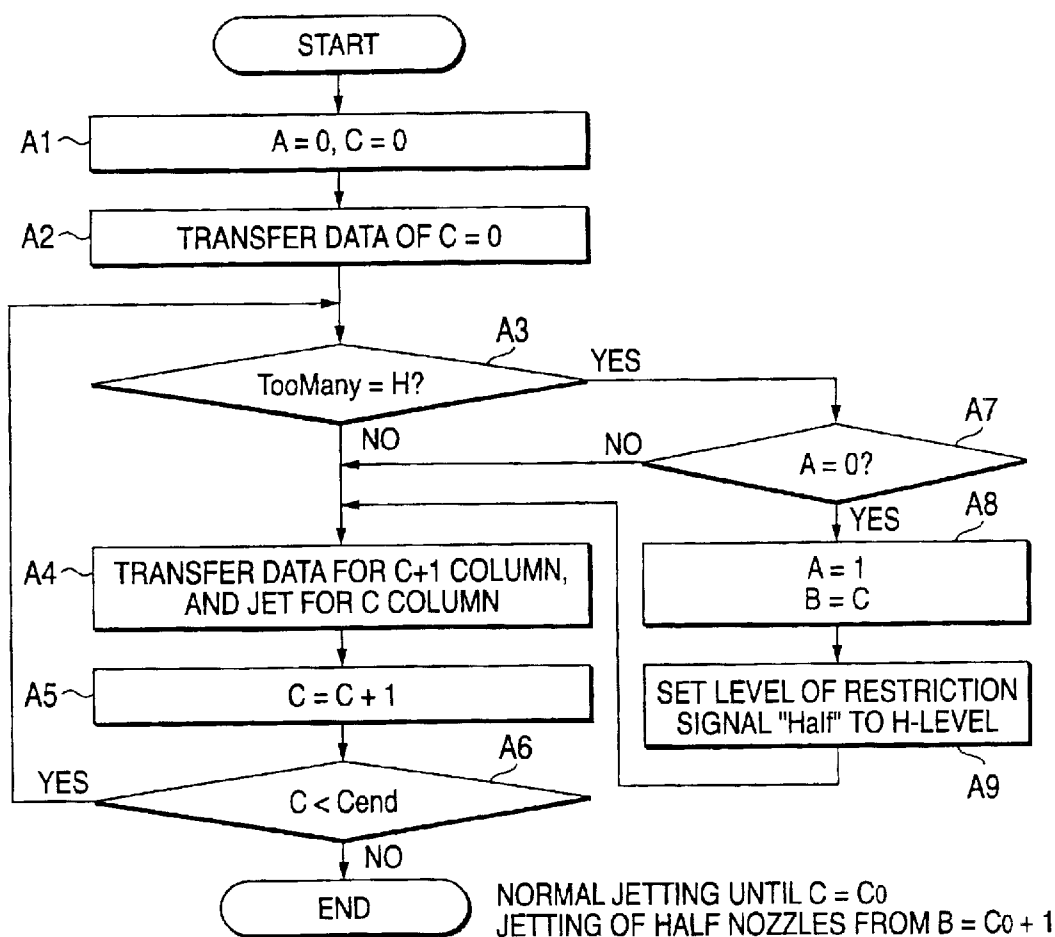 START
A1
A = 0, C = 0
A2
TRANSFER DATA OF C = 0
A3
TooMany = H?
YES
NO
A7
A = 0?
NO
YES
A8
A = 1
B = C
A4
TRANSFER DATA FOR C+1 COLUMN,
AND JET FOR C COLUMN
A5
C = C + 1
SET LEVEL OF RESTRICTION
SIGNAL "Half" TO H-LEVEL
A9
A6
YES
C < Cend
NO
END
NORMAL JETTING UNTIL C = C0
JETTING OF HALF NOZZLES FROM B = C0 + 1